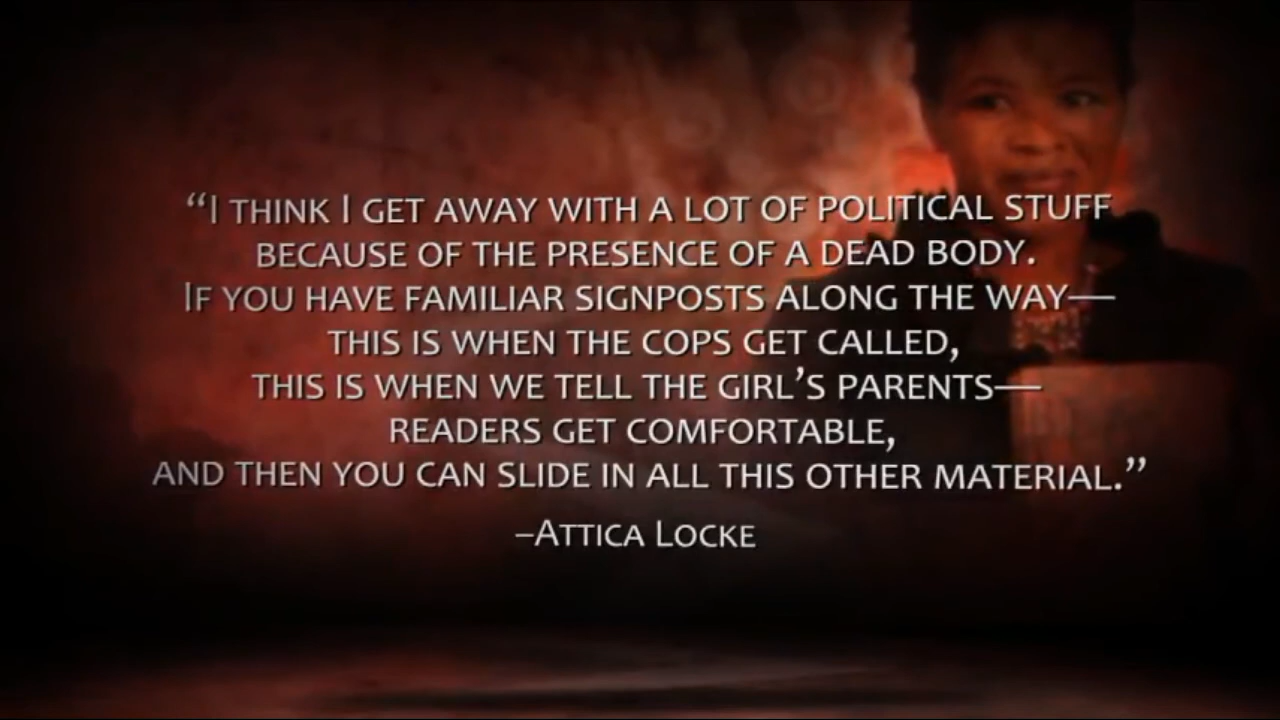 “I THINK I GET AWAY WITH A LOT OF POLITICAL STUFF
BECAUSE OF THE PRESENCE OF A DEAD BODY.
IF YOU HAVE FAMILIAR SIGNPOSTS ALONG THE WAY—
THIS IS WHEN THE COPS GET CALLED,
THIS IS WHEN WE TELL THE GIRL’S PARENTS—
READERS GET COMFORTABLE,
AND THEN YOU CAN SLIDE IN ALL THIS OTHER MATERIAL.”
–ATTICA LOCKE